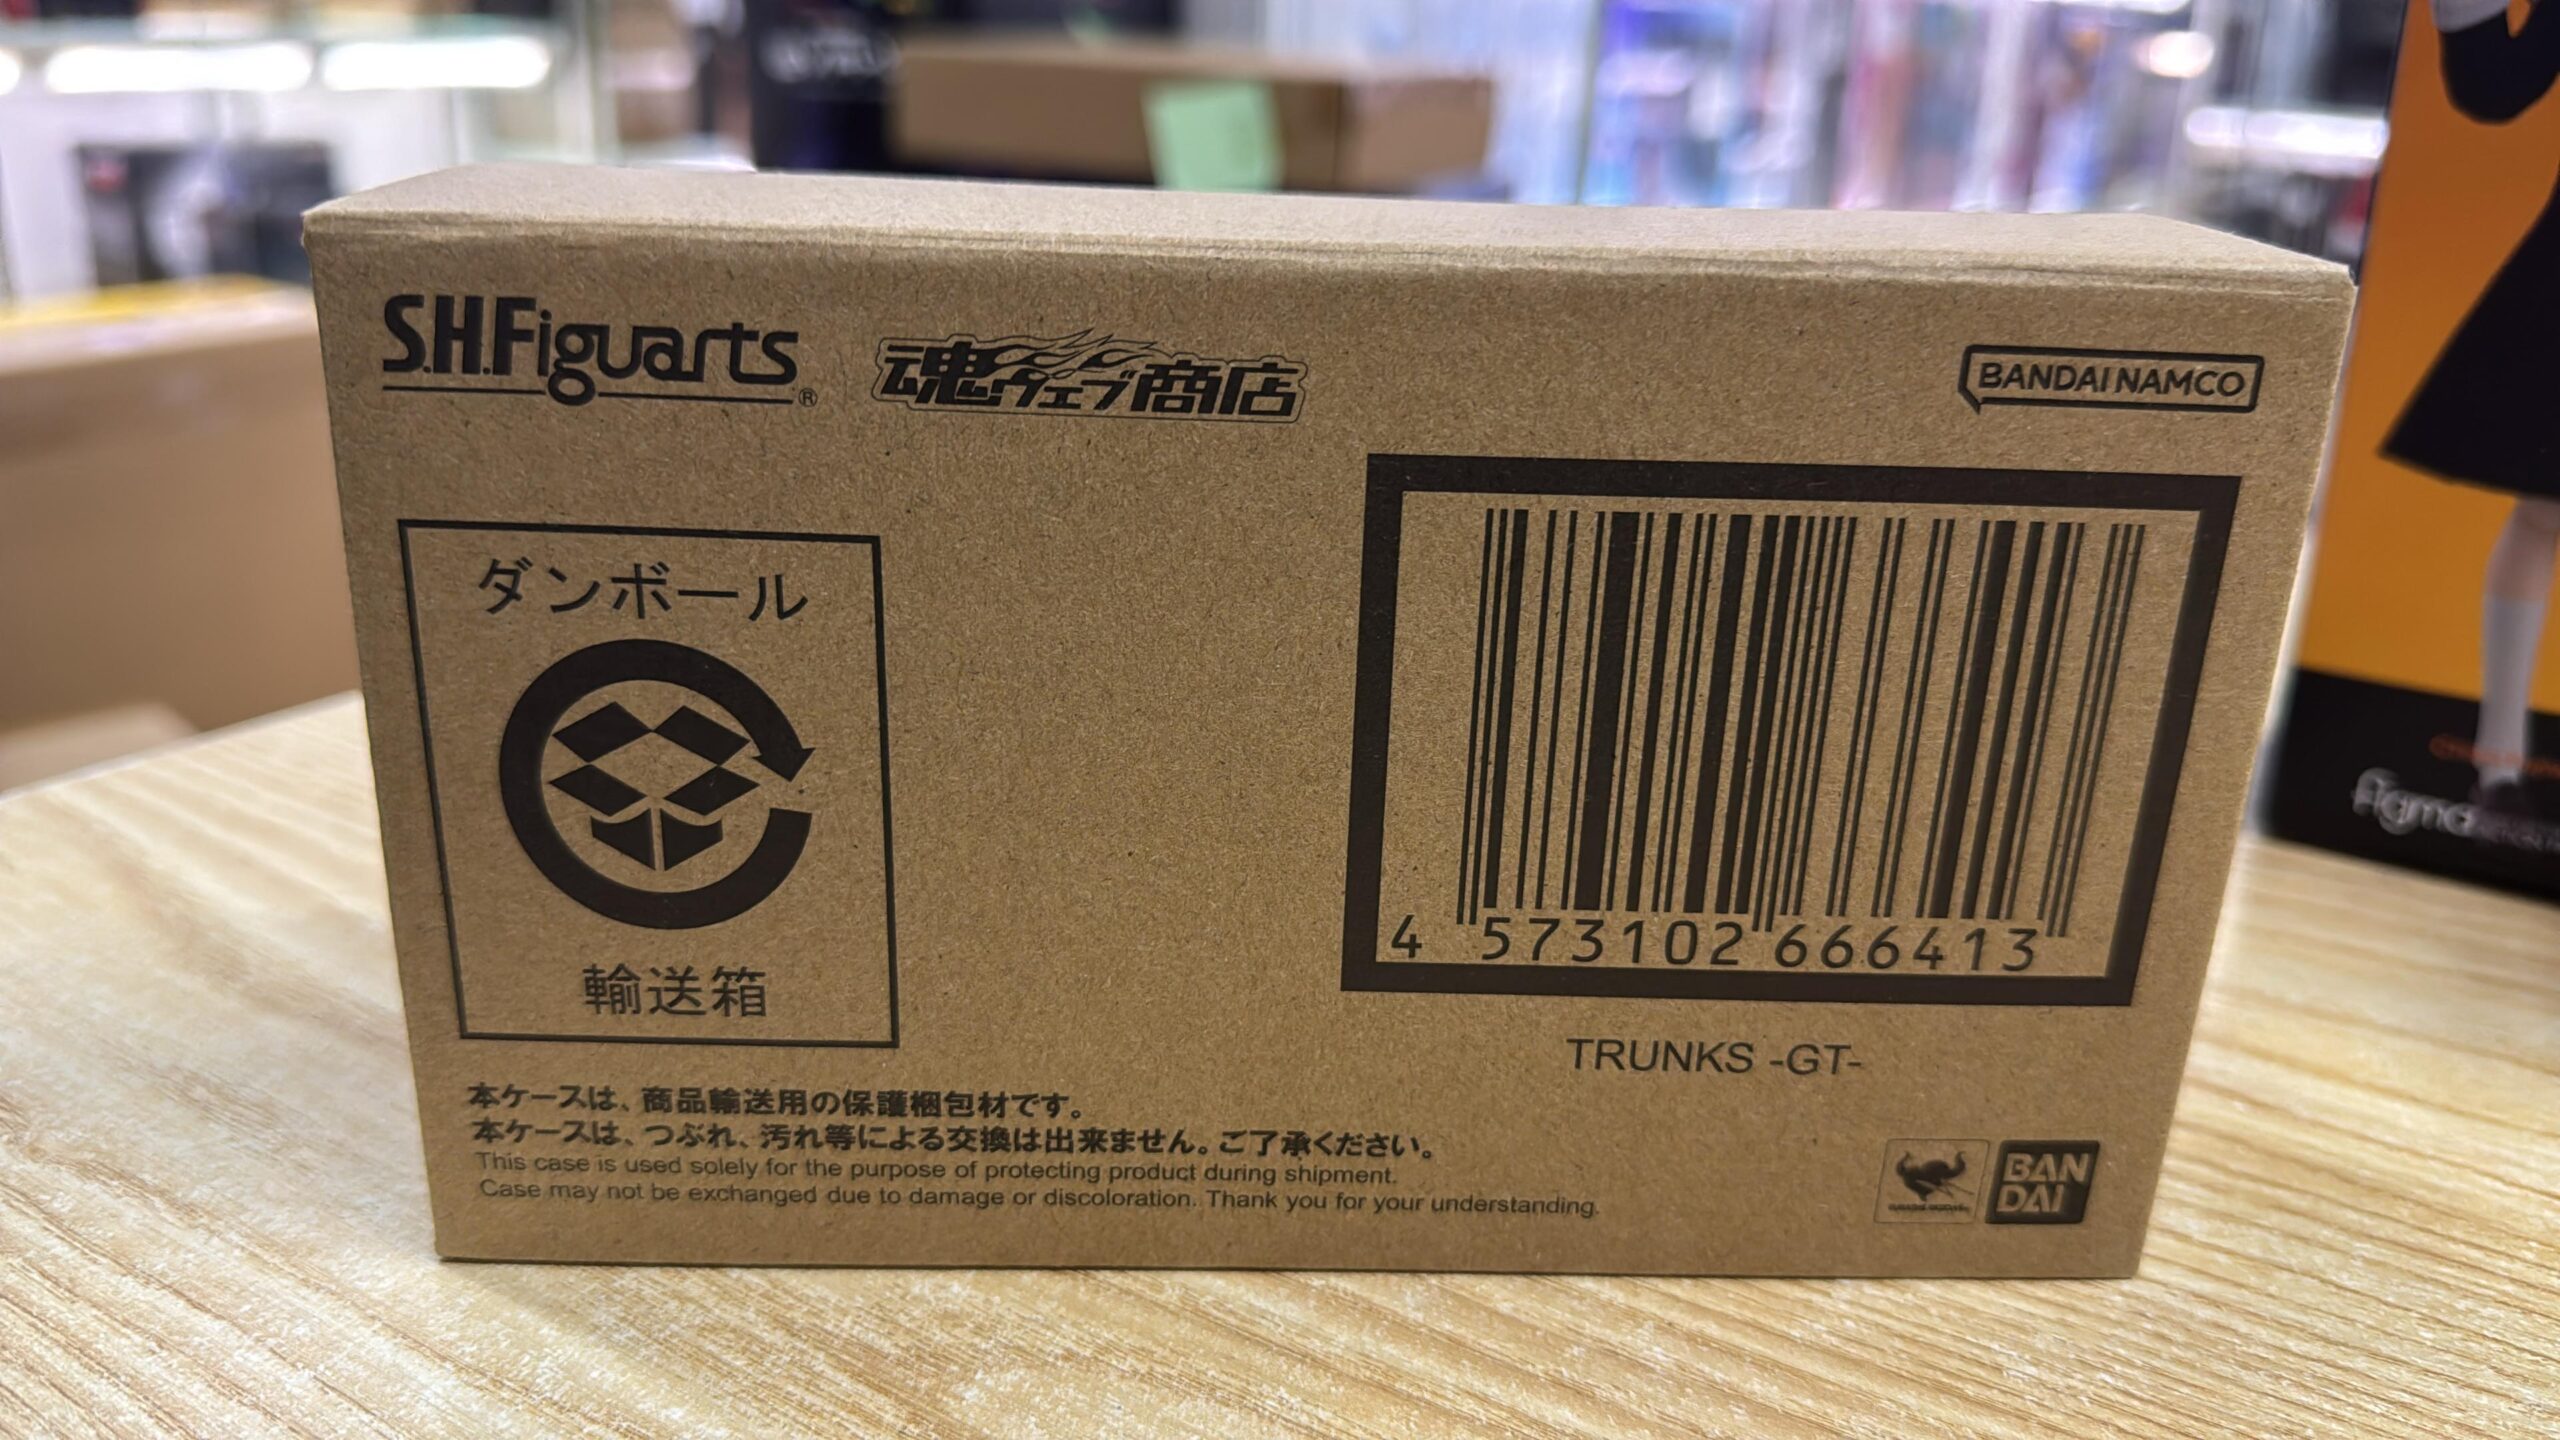 S.H.Figuarts®
魂ウェブ商店
BANDAI NAMCO
ダンボール
輸送箱
4 573102 666413
TRUNKS -GT-
本ケースは、商品輸送用の保護梱包材です。
本ケースは、つぶれ、汚れ等による交換は出来ません。ご了承ください。
This case is used solely for the purpose of protecting product during shipment.
Case may not be exchanged due to damage or discoloration. Thank you for your understanding.
BAN
DAI
figma